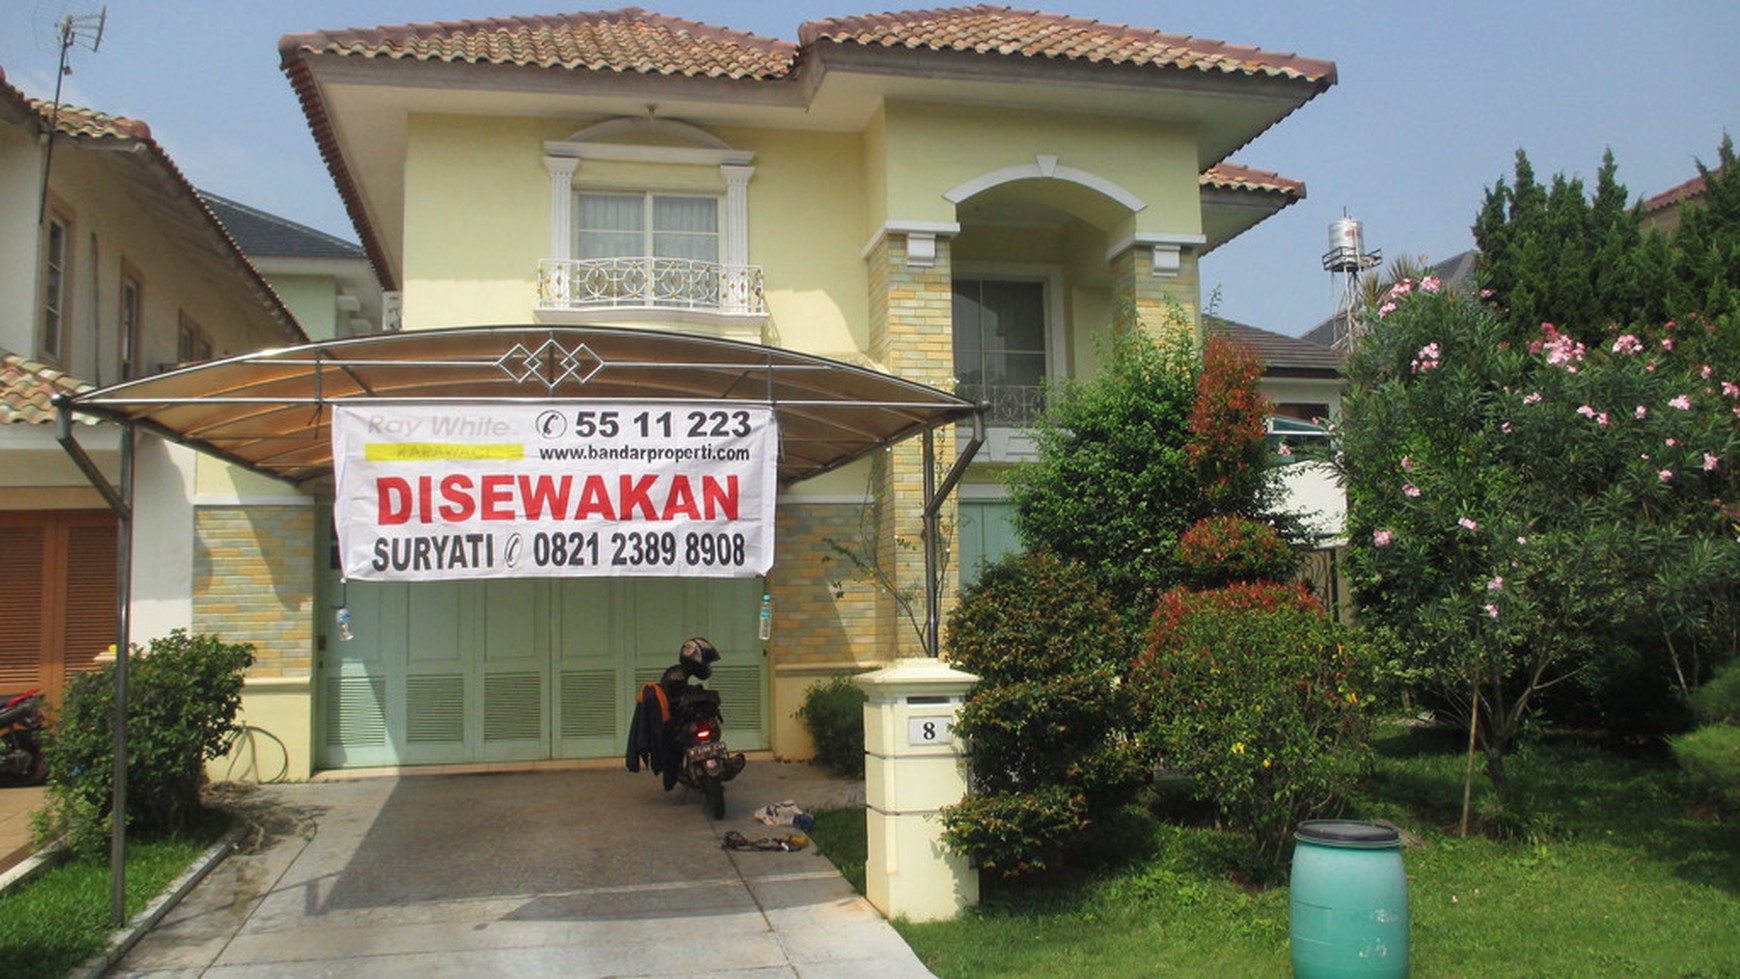 Ray White
✆ 55 11 223
KARAWACI
www.bandarproperti.com
DISEWAKAN
SURYATI ✆ 0821 2389 8908
8